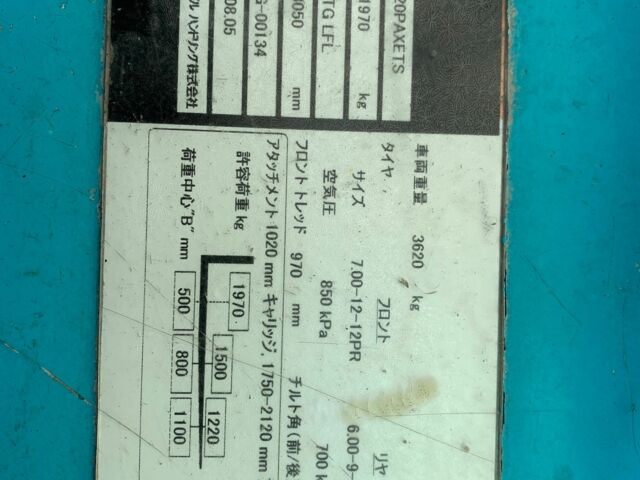 20PAXETS
1970 kg
TG LFL
3050 mm
G-00134
08.05
ル ハンドリング株式会社
車両重量 3620 kg
タイヤ, フロント リヤ
サイズ 7.00-12-12PR 6.00-9-
空気圧 850 kPa 700 k
フロント トレッド 970 mm チルト角(前/後
アタッチメント 1020 mm キャリッジ, 1750-2120 mm
許容荷重 kg 1970 1500 1220
荷重中心"B" mm 500 800 1100